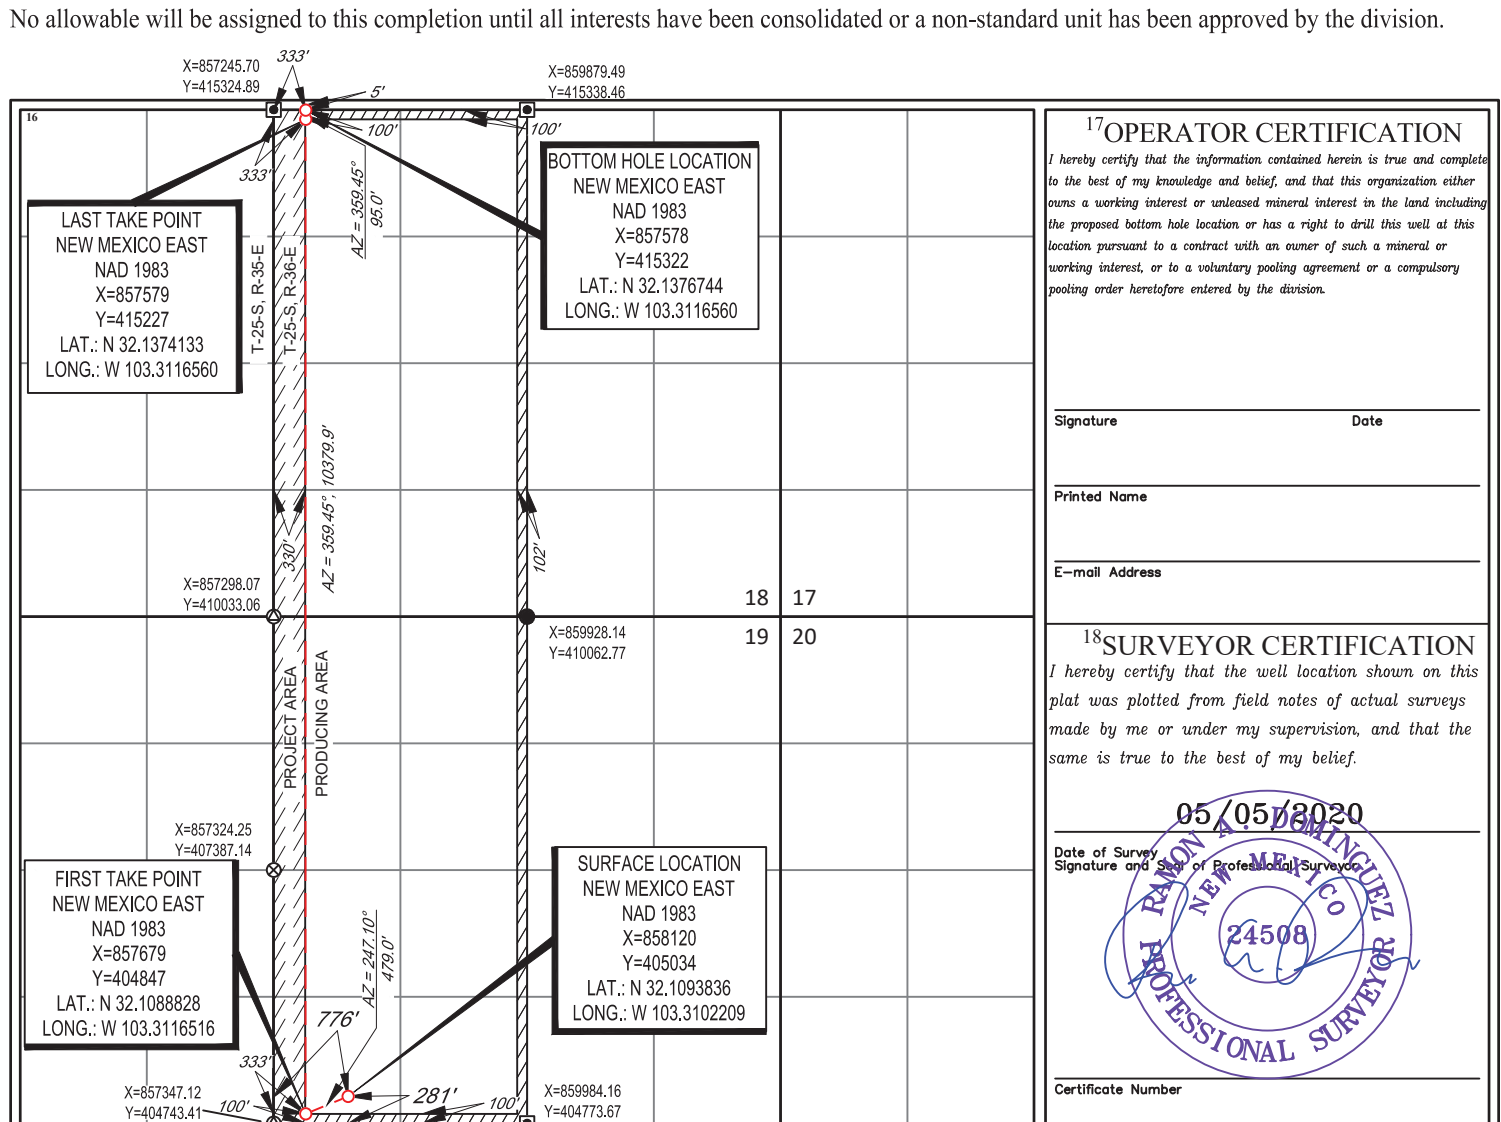 No allowable will be assigned to this completion until all interests have been consolidated or a non-standard unit has been approved by the division.
X=857245.70
Y=415324.89
333'
5'
X=859879.49
Y=415338.46
16
100'
100'
333'
AZ = 359.45°
95.0'
LAST TAKE POINT
NEW MEXICO EAST
NAD 1983
X=857579
Y=415227
LAT.: N 32.1374133
LONG.: W 103.3116560
BOTTOM HOLE LOCATION
NEW MEXICO EAST
NAD 1983
X=857578
Y=415322
LAT.: N 32.1376744
LONG.: W 103.3116560
T-25-S, R-35-E
T-25-S, R-36-E
AZ = 359.45°, 10379.9'
330'
102'
X=857298.07
Y=410033.06
18 17
19 20
X=859928.14
Y=410062.77
PROJECT AREA
PRODUCING AREA
X=857324.25
Y=407387.14
FIRST TAKE POINT
NEW MEXICO EAST
NAD 1983
X=857679
Y=404847
LAT.: N 32.1088828
LONG.: W 103.3116516
SURFACE LOCATION
NEW MEXICO EAST
NAD 1983
X=858120
Y=405034
LAT.: N 32.1093836
LONG.: W 103.3102209
AZ = 247.10°
479.0'
776'
333'
281'
X=857347.12
Y=404743.41
100'
100'
X=859984.16
Y=404773.67
17OPERATOR CERTIFICATION
I hereby certify that the information contained herein is true and complete
to the best of my knowledge and belief, and that this organization either
owns a working interest or unleased mineral interest in the land including
the proposed bottom hole location or has a right to drill this well at this
location pursuant to a contract with an owner of such a mineral or
working interest, or to a voluntary pooling agreement or a compulsory
pooling order heretofore entered by the division.
Signature Date
Printed Name
E-mail Address
18SURVEYOR CERTIFICATION
I hereby certify that the well location shown on this
plat was plotted from field notes of actual surveys
made by me or under my supervision, and that the
same is true to the best of my belief.
05/05/2020
Date of Survey
Signature and Seal of Professional Surveyor
RAMON A. DOMINGUEZ
NEW MEXICO
24508
PROFESSIONAL SURVEYOR
Certificate Number